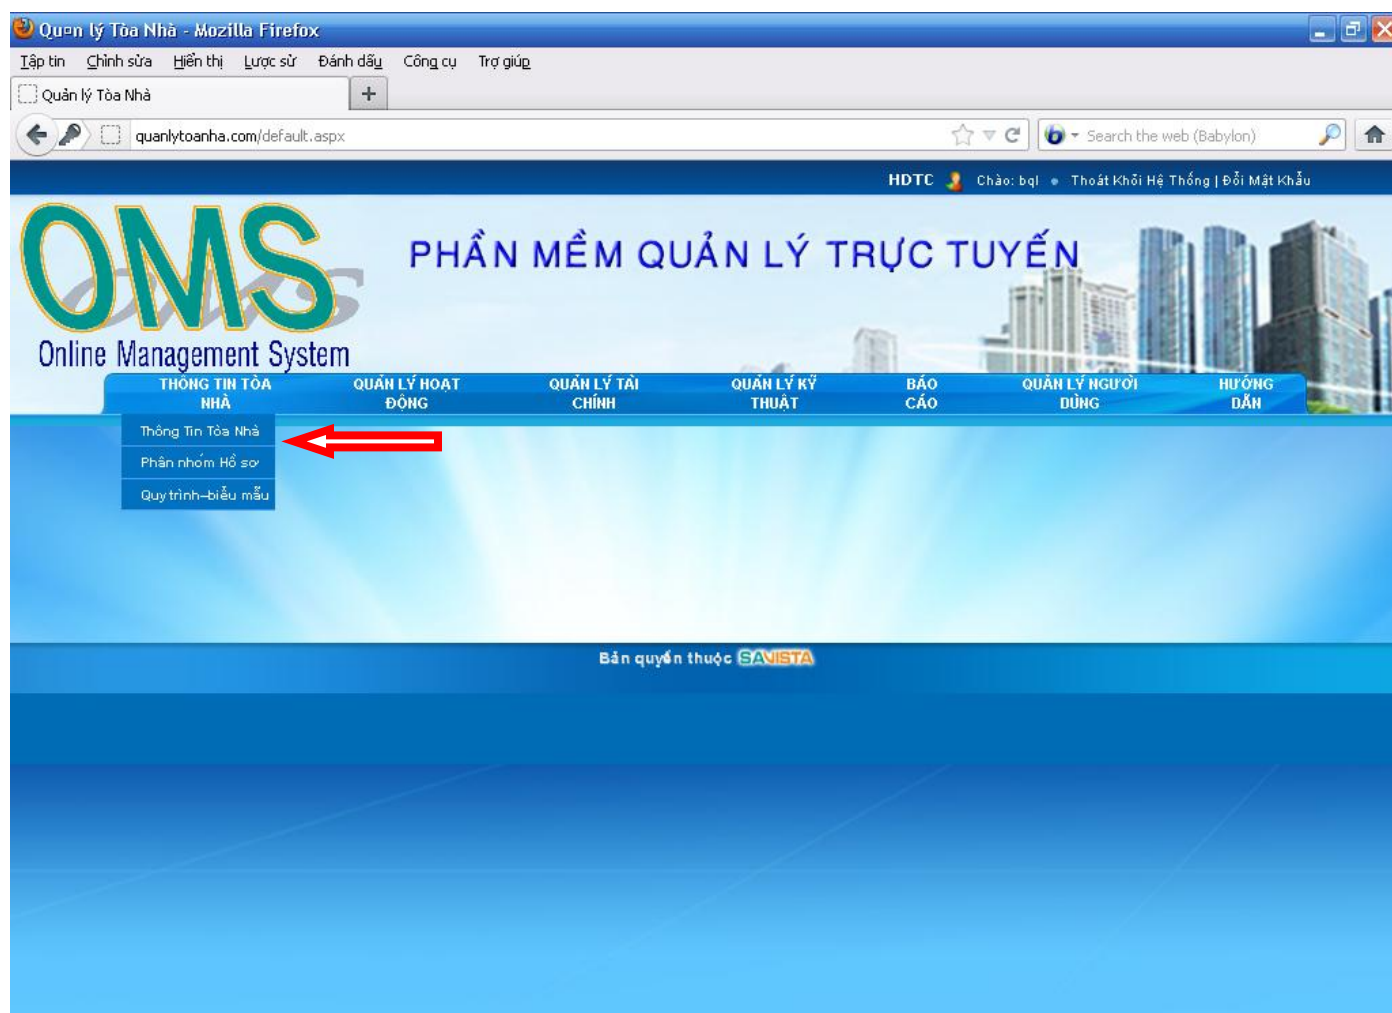 Quản lý Tòa Nhà - Mozilla Firefox
Tập tin Chỉnh sửa Hiển thị Lược sử Đánh dấu Công cụ Trợ giúp
Quản lý Tòa Nhà +
quanlytoanha.com/default.aspx Search the web (Babylon)
HDTC Chào: bql • Thoát Khỏi Hệ Thống | Đổi Mật Khẩu
OMS
oms
PHẦN MỀM QUẢN LÝ TRỰC TUYẾN
Online Management System
THÔNG TIN TÒA QUẢN LÝ HOẠT QUẢN LÝ TÀI QUẢN LÝ KỸ BÁO QUẢN LÝ NGƯỜI HƯỚNG
NHÀ ĐỘNG CHÍNH THUẬT CÁO DÙNG DẪN
Thông Tin Tòa Nhà
Phân nhóm Hồ sơ
Quy trình–biểu mẫu
Bản quyền thuộc SAVISTA